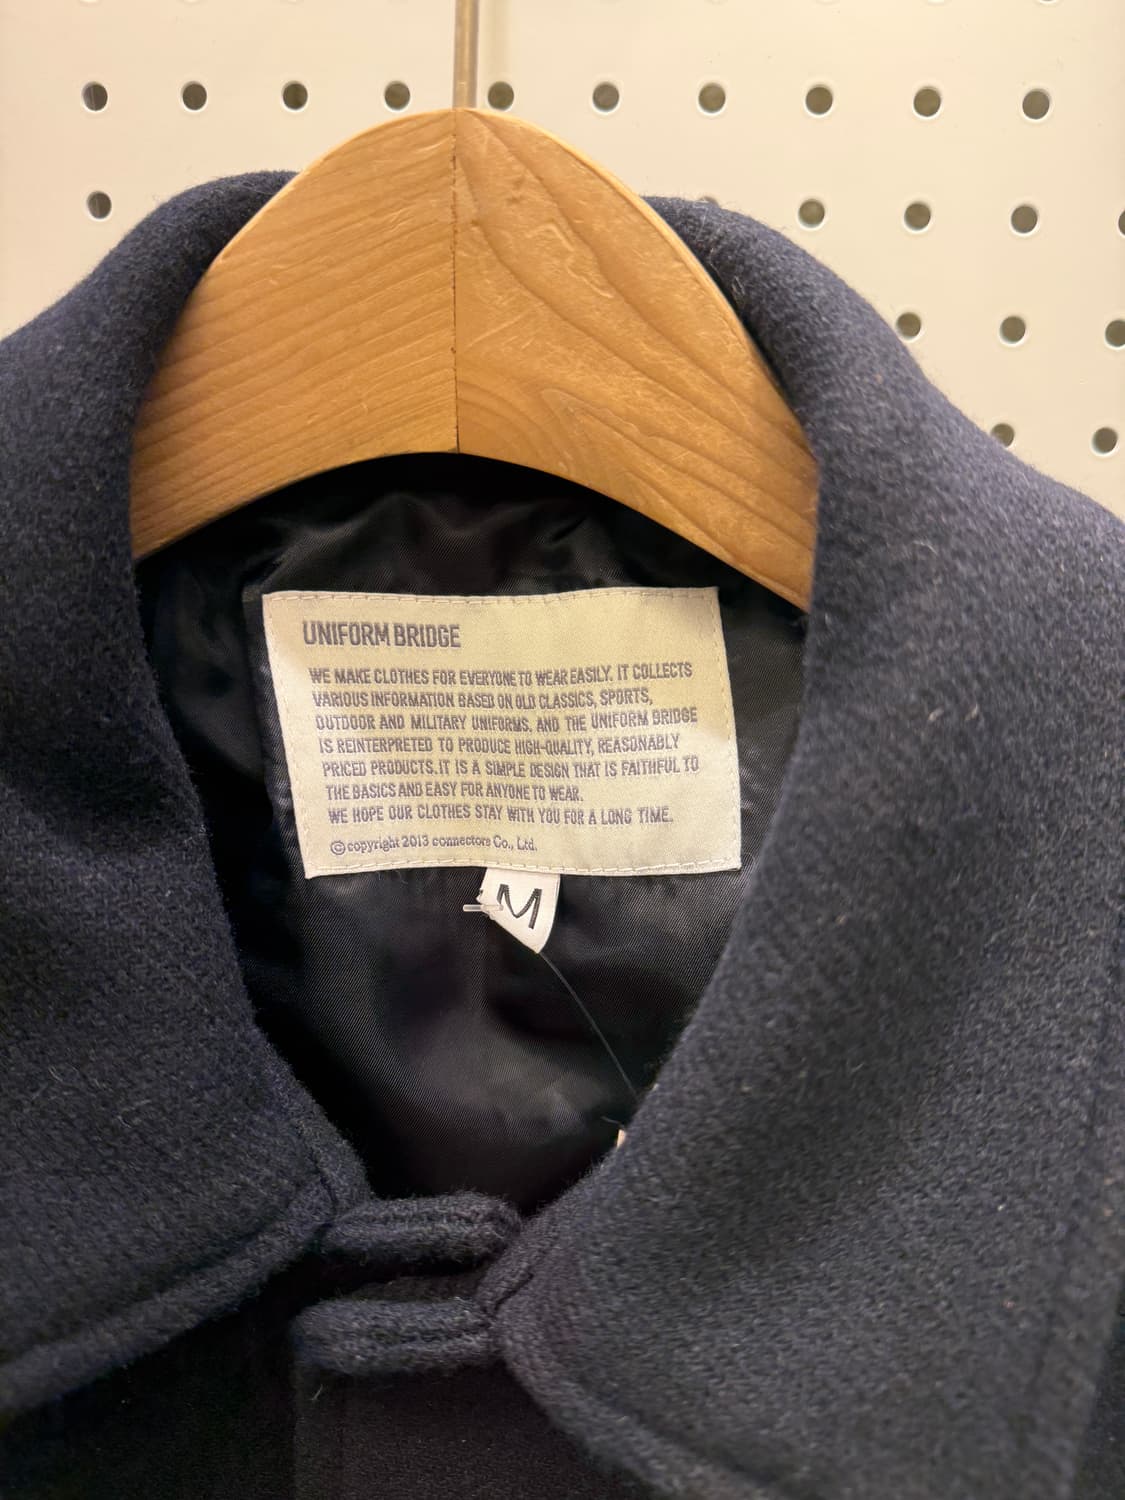 UNIFORM BRIDGE
WE MAKE CLOTHES FOR EVERYONE TO WEAR EASILY. IT COLLECTS
VARIOUS INFORMATION BASED ON OLD CLASSICS, SPORTS,
OUTDOOR AND MILITARY UNIFORMS. AND THE UNIFORM BRIDGE
IS REINTERPRETED TO PRODUCE HIGH-QUALITY, REASONABLY
PRICED PRODUCTS.IT IS A SIMPLE DESIGN THAT IS FAITHFUL TO
THE BASICS AND EASY FOR ANYONE TO WEAR.
WE HOPE OUR CLOTHES STAY WITH YOU FOR A LONG TIME.
©copyright 2013 connectors Co., Ltd.
M